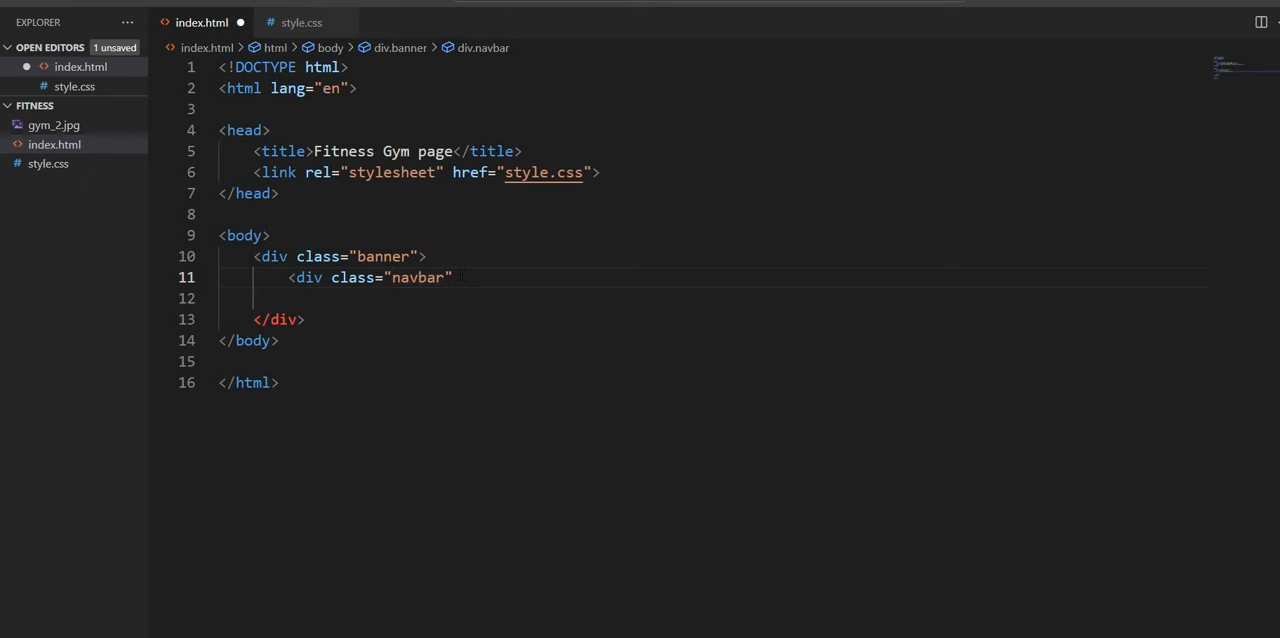 EXPLORER ...
OPEN EDITORS 1 unsaved
index.html
style.css
FITNESS
gym_2.jpg
index.html
style.css
index.html style.css
index.html > html > body > div.banner > div.navbar
1 <!DOCTYPE html>
2 <html lang="en">
3
4 <head>
5 <title>Fitness Gym page</title>
6 <link rel="stylesheet" href="style.css">
7 </head>
8
9 <body>
10 <div class="banner">
11 <div class="navbar"
12
13 </div>
14 </body>
15
16 </html>